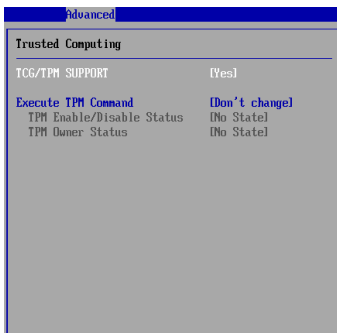 Advanced
Trusted Computing
TCG/TPM SUPPORT [Yes]
Execute TPM Command [Don't change]
TPM Enable/Disable Status [No State]
TPM Owner Status [No State]